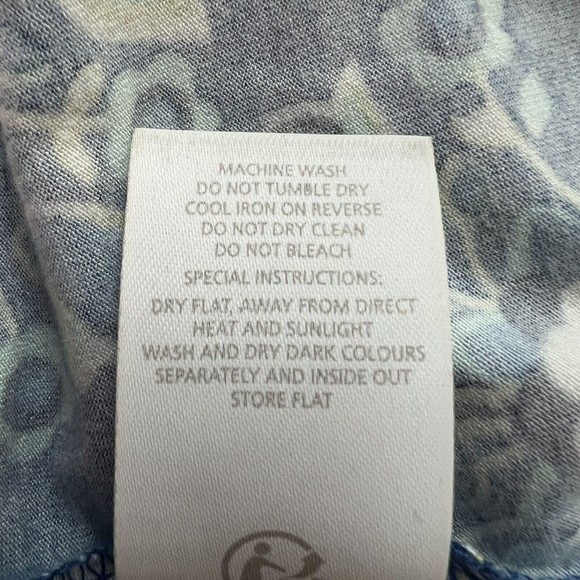 MACHINE WASH
DO NOT TUMBLE DRY
COOL IRON ON REVERSE
DO NOT DRY CLEAN
DO NOT BLEACH
SPECIAL INSTRUCTIONS:
DRY FLAT, AWAY FROM DIRECT
HEAT AND SUNLIGHT
WASH AND DRY DARK COLOURS
SEPARATELY AND INSIDE OUT
STORE FLAT